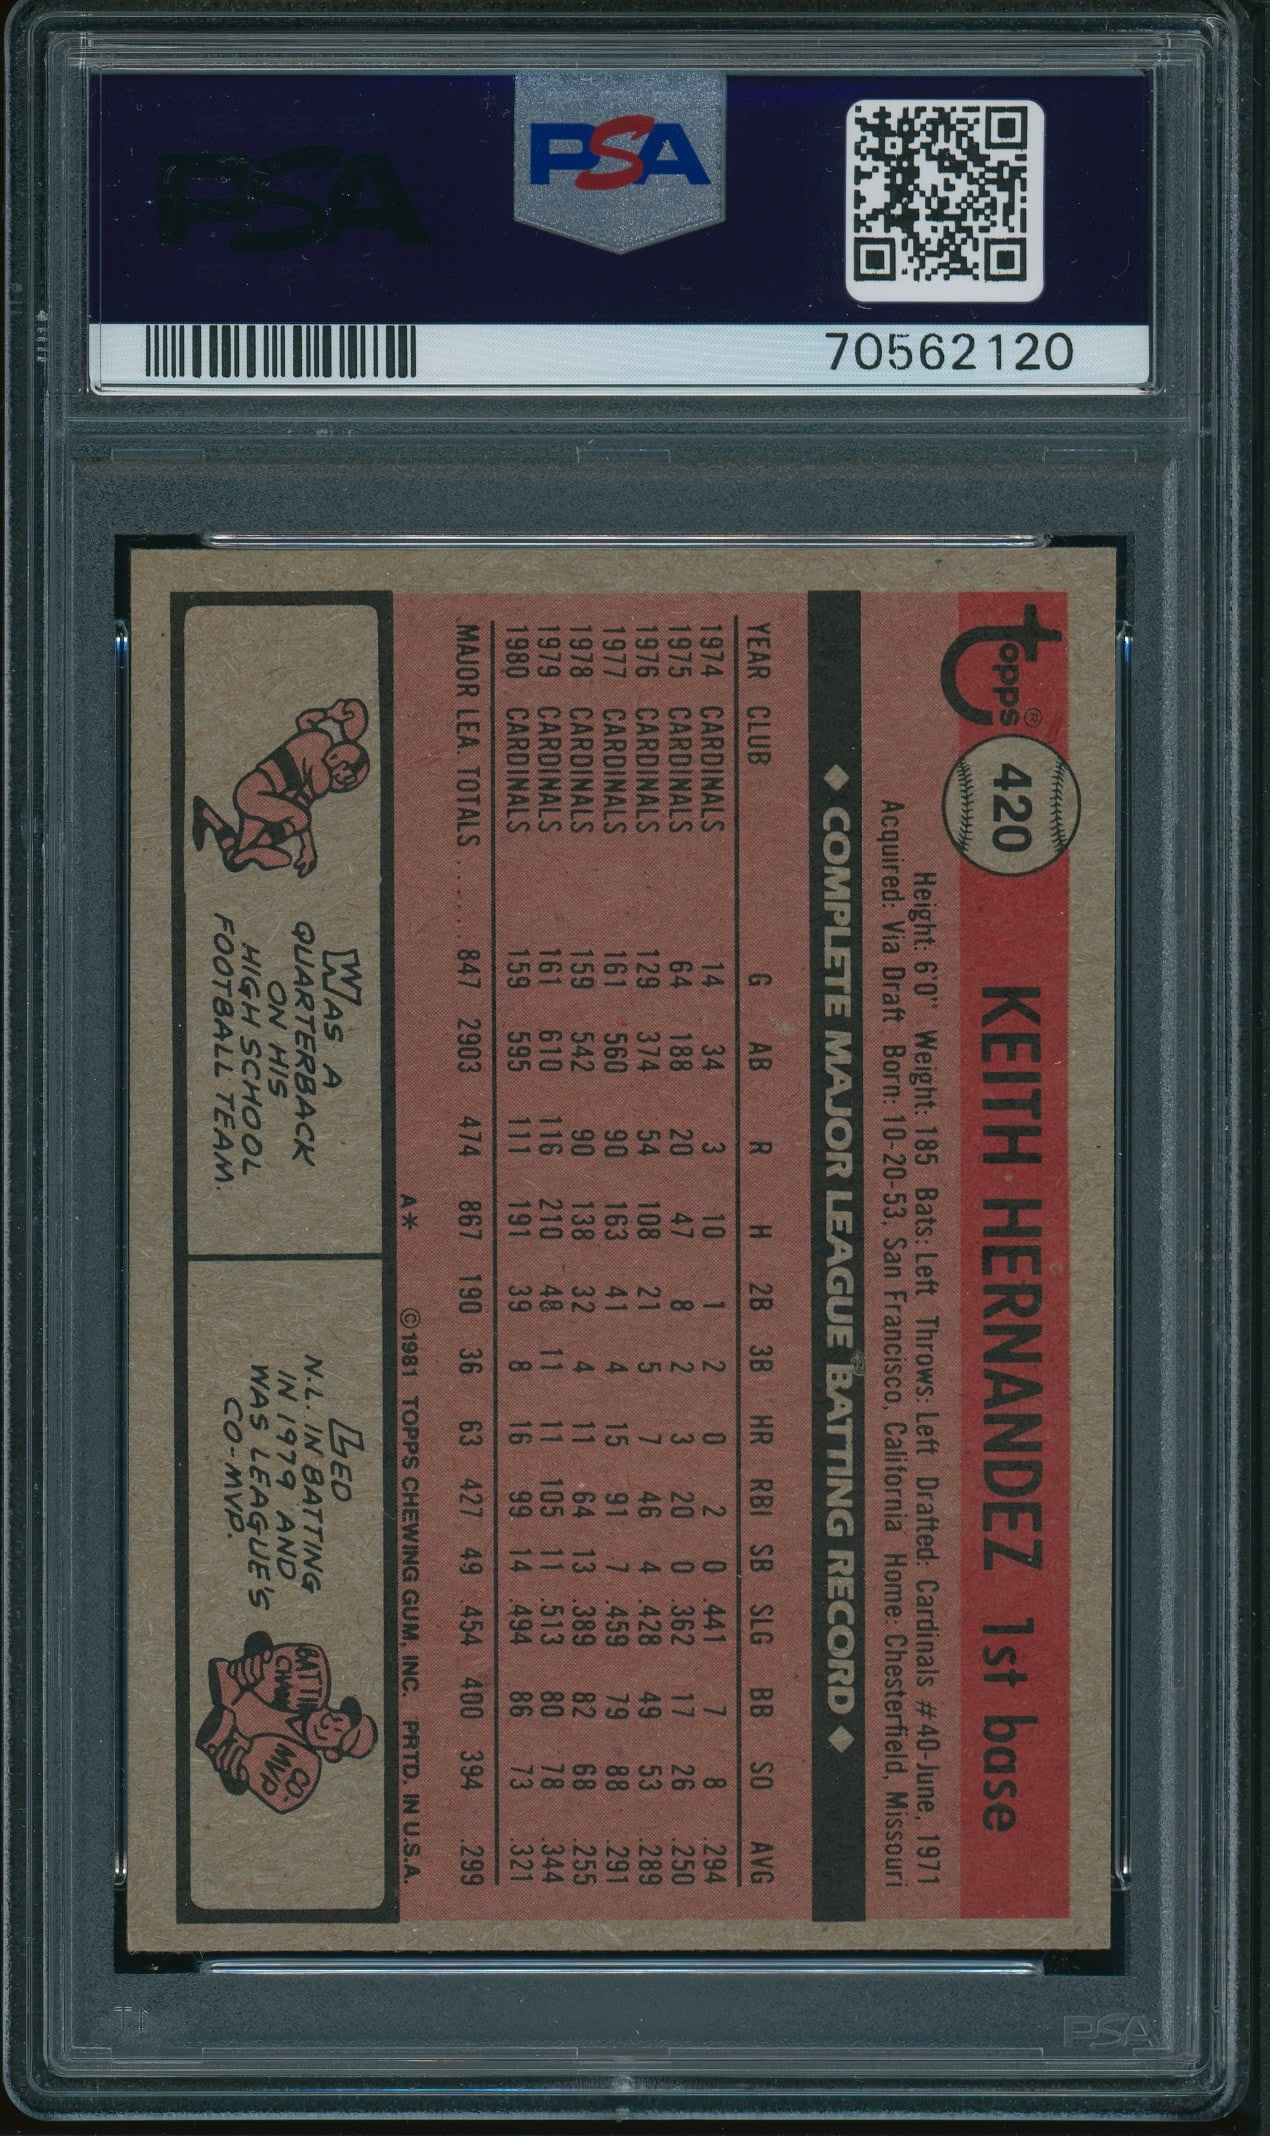 PSA
PSA
70562120
Topps®
420
KEITH HERNANDEZ 1st base
Height: 6'0" Weight: 185 Bats: Left Throws: Left Drafted: Cardinals #40-June, 1971
Acquired: Via Draft Born: 10-20-53, San Francisco, California Home: Chesterfield, Missouri
◆ COMPLETE MAJOR LEAGUE BATTING RECORD ◆
YEAR CLUB G AB R H 2B 3B HR RBI SB SLG BB SO AVG
1974 CARDINALS 14 34 3 10 1 2 0 2 0 .441 7 8 .294
1975 CARDINALS 64 188 20 47 8 2 3 20 0 .362 17 26 .250
1976 CARDINALS 129 374 54 108 21 5 7 46 4 .428 49 53 .289
1977 CARDINALS 161 560 90 163 41 4 15 91 7 .459 79 88 .291
1978 CARDINALS 159 542 90 138 32 4 11 64 13 .389 82 68 .255
1979 CARDINALS 161 610 116 210 48 11 11 105 11 .513 80 78 .344
1980 CARDINALS 159 595 111 191 39 8 16 99 14 .494 86 73 .321
MAJOR LEA. TOTALS ...... 847 2903 474 867 190 36 63 427 49 .454 400 394 .299
A* ©1981 TOPPS CHEWING GUM, INC. PRTD. IN U.S.A.
WAS A
QUARTERBACK
ON HIS
HIGH SCHOOL
FOOTBALL TEAM.
LED
N.L. IN BATTING
IN 1979 AND
WAS LEAGUE'S
CO-MVP.
CO-
MVP
PSA